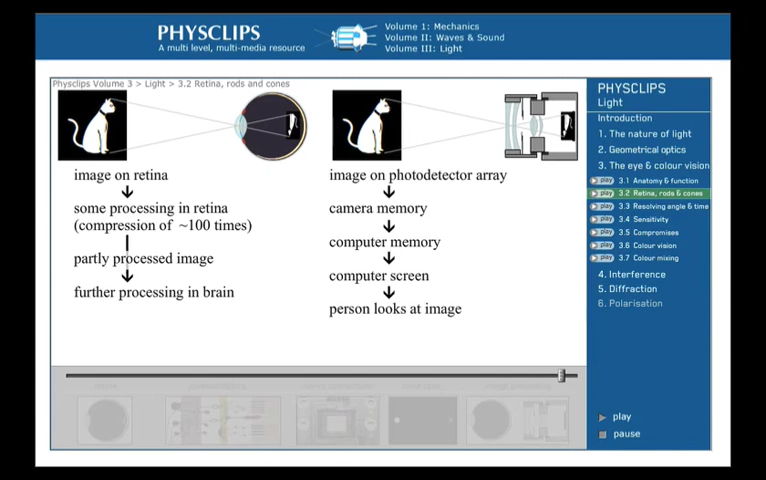 PHYSCLIPS
A multi level, multi-media resource
Volume 1: Mechanics
Volume II: Waves & Sound
Volume III: Light
Physclips Volume 3 > Light > 3.2 Retina, rods and cones
image on retina
some processing in retina
(compression of ~100 times)
partly processed image
further processing in brain
image on photodetector array
camera memory
computer memory
computer screen
person looks at image
PHYSCLIPS
Light
Introduction
1. The nature of light
2. Geometrical optics
3. The eye & colour vision
play 3.1 Anatomy & function
play 3.2 Retina, rods & cones
play 3.3 Resolving angle & time
play 3.4 Sensitivity
play 3.5 Compromises
play 3.6 Colour vision
play 3.7 Colour mixing
4. Interference
5. Diffraction
6. Polarisation
play
pause